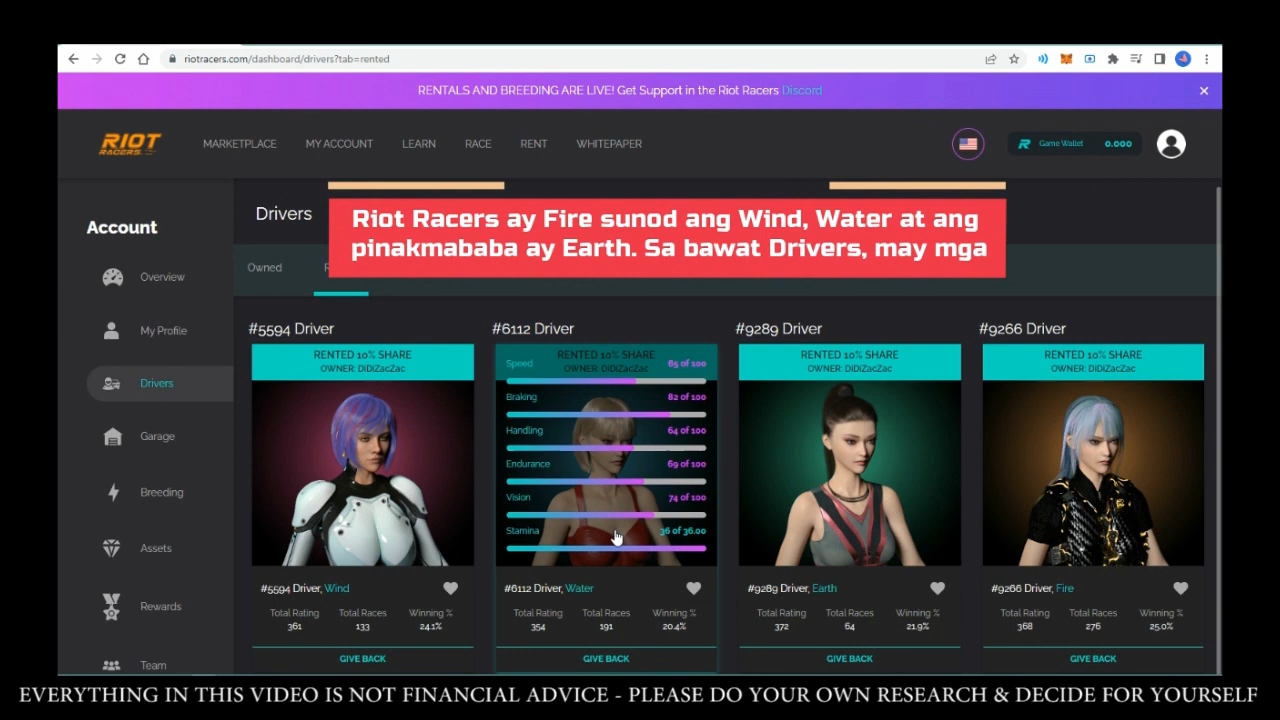 riotracers.com/dashboard/drivers?tab=rented
RENTALS AND BREEDING ARE LIVE! Get Support in the Riot Racers Discord
RIOT
RACERS
MARKETPLACE
MY ACCOUNT
LEARN
RACE
RENT
WHITEPAPER
Game Wallet
0.000
Account
Overview
My Profile
Drivers
Garage
Breeding
Assets
Rewards
Team
Drivers
Riot Racers ay Fire sunod ang Wind, Water at ang
pinakmababa ay Earth. Sa bawat Drivers, may mga
Owned
#5594 Driver
RENTED 10% SHARE
OWNER: DiDiZacZac
#5594 Driver, Wind
Total Rating
Total Races
Winning %
361
133
24.1%
GIVE BACK
#6112 Driver
RENTED 10% SHARE
OWNER: DiDiZacZac
Speed
65 of 100
Braking
82 of 100
Handling
64 of 100
Endurance
69 of 100
Vision
74 of 100
Stamina
36 of 36.00
#6112 Driver, Water
Total Rating
Total Races
Winning %
354
191
20.4%
GIVE BACK
#9289 Driver
RENTED 10% SHARE
OWNER: DiDiZacZac
#9289 Driver, Earth
Total Rating
Total Races
Winning %
372
64
21.9%
GIVE BACK
#9266 Driver
RENTED 10% SHARE
OWNER: DiDiZacZac
#9266 Driver, Fire
Total Rating
Total Races
Winning %
368
276
25.0%
GIVE BACK
EVERYTHING IN THIS VIDEO IS NOT FINANCIAL ADVICE - PLEASE DO YOUR OWN RESEARCH & DECIDE FOR YOURSELF